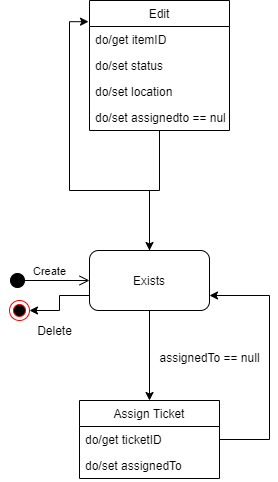 Edit
do/get itemID
do/set status
do/set location
do/set assignedto == nul
Create
Exists
Delete
assignedTo == null
Assign Ticket
do/get ticketID
do/set assignedTo